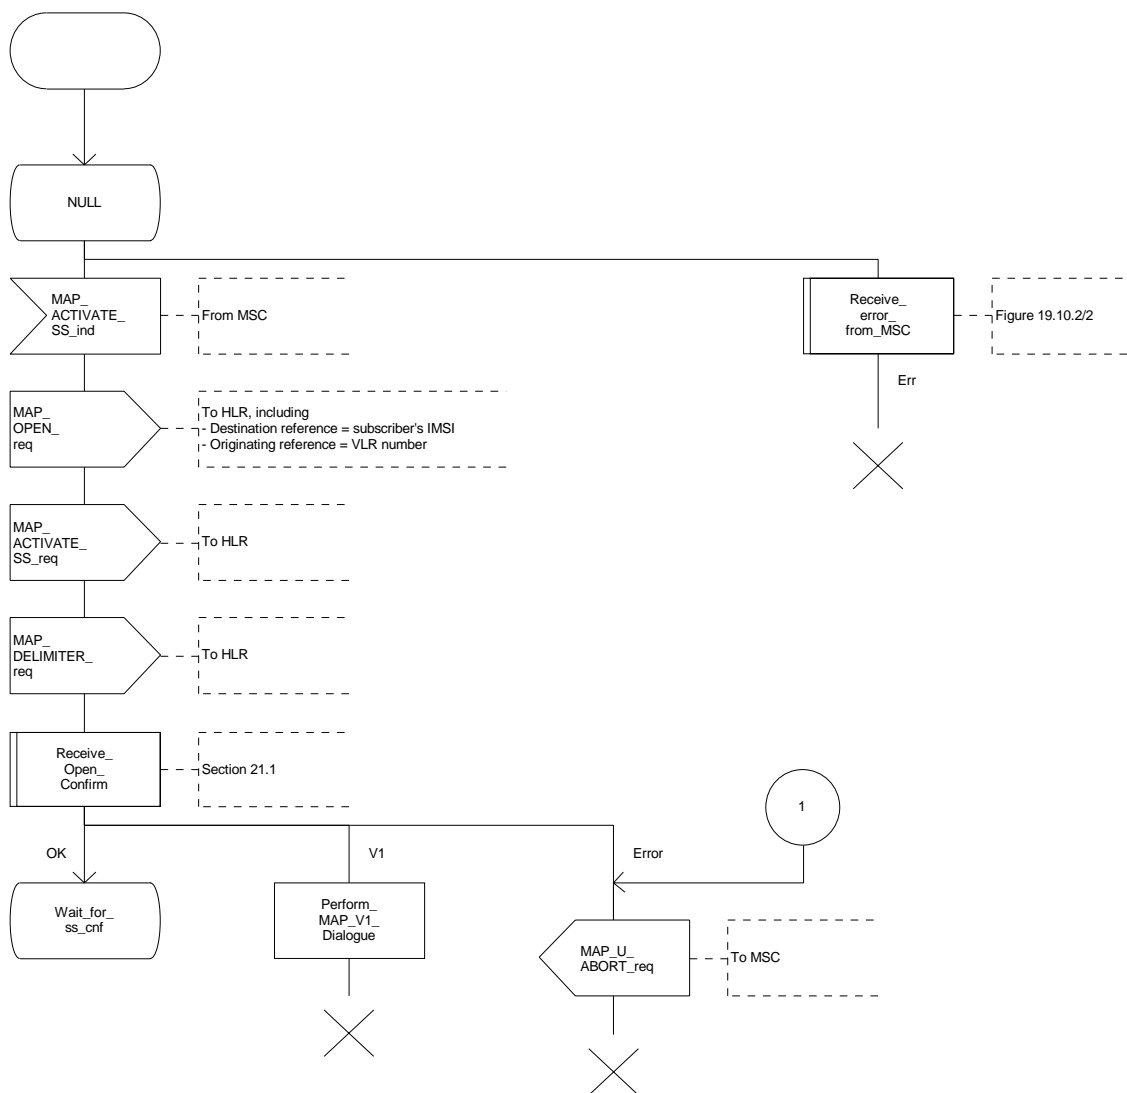 NULL
MAP_
ACTIVATE_
SS_ind
From MSC
Receive_
error_
from_MSC
Figure 19.10.2/2
Err
MAP_
OPEN_
req
To HLR, including
- Destination reference = subscriber's IMSI
- Originating reference = VLR number
MAP_
ACTIVATE_
SS_req
To HLR
MAP_
DELIMITER_
req
To HLR
Receive_
Open_
Confirm
Section 21.1
1
OK
V1
Error
Wait_for_
ss_cnf
Perform_
MAP_V1_
Dialogue
MAP_U_
ABORT_req
To MSC